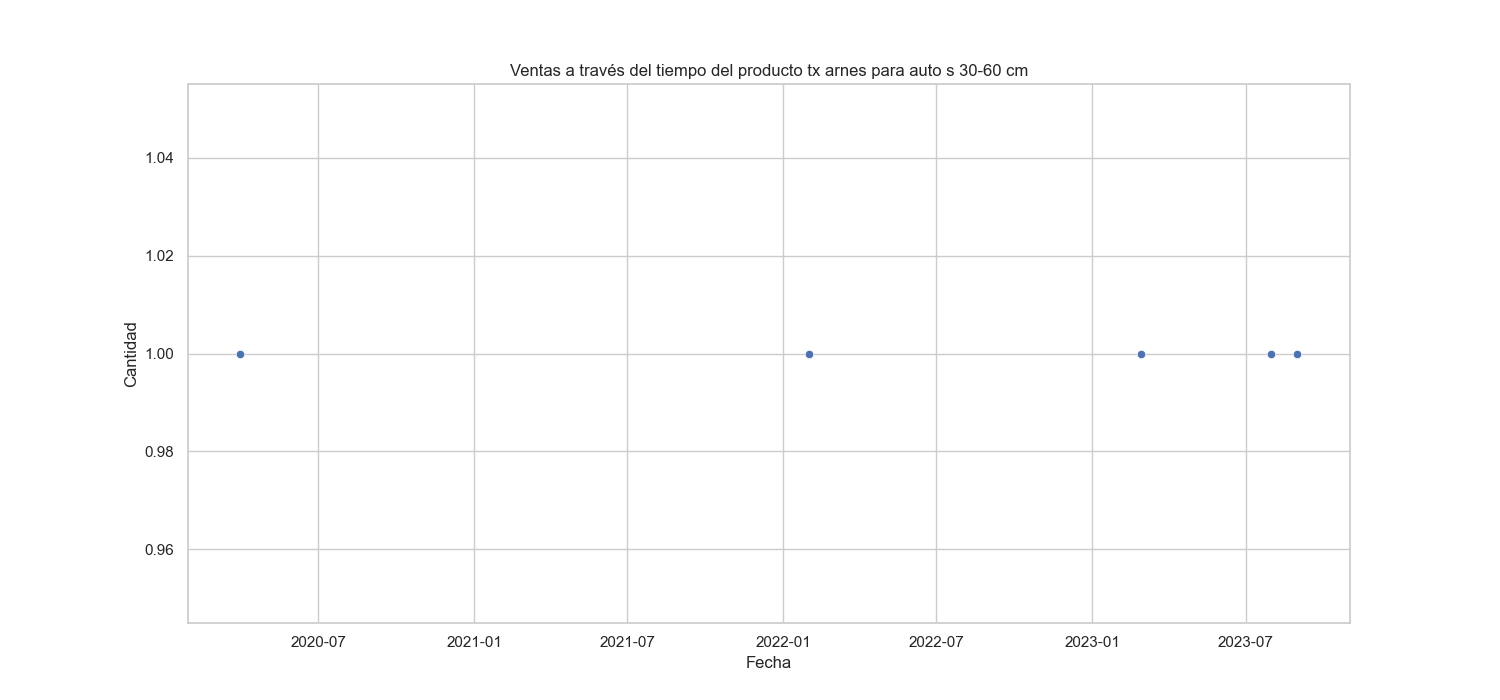 Ventas a través del tiempo del producto tx arnes para auto s 30-60 cm
1.04
1.02
1.00
0.98
0.96
Cantidad
2020-07 2021-01 2021-07 2022-01 2022-07 2023-01 2023-07
Fecha